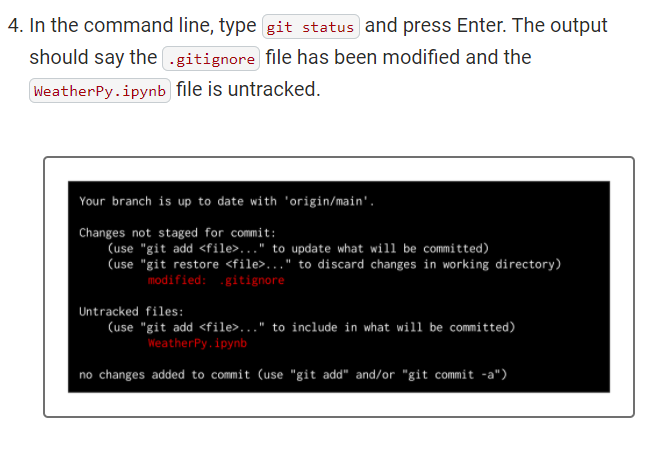 4. In the command line, type git status and press Enter. The output
should say the .gitignore file has been modified and the
WeatherPy.ipynb file is untracked.
Your branch is up to date with 'origin/main'.
Changes not staged for commit:
(use "git add <file>..." to update what will be committed)
(use "git restore <file>..." to discard changes in working directory)
modified: .gitignore
Untracked files:
(use "git add <file>..." to include in what will be committed)
WeatherPy.ipynb
no changes added to commit (use "git add" and/or "git commit -a")